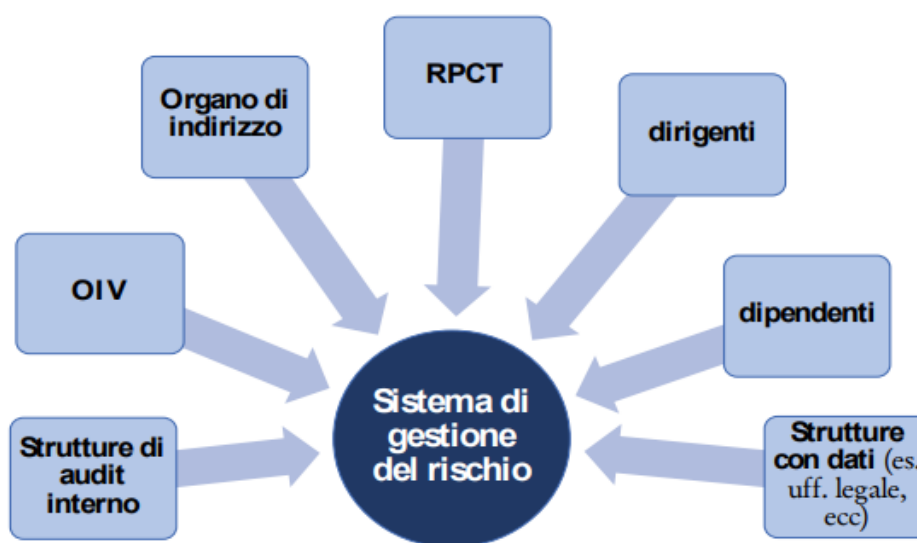 RPCT
Organo di
indirizzo
dirigenti
OIV
dipendenti
Sistema di
gestione
del rischio
Strutture di
audit
interno
Strutture
con dati (es.
uff. legale,
ecc)